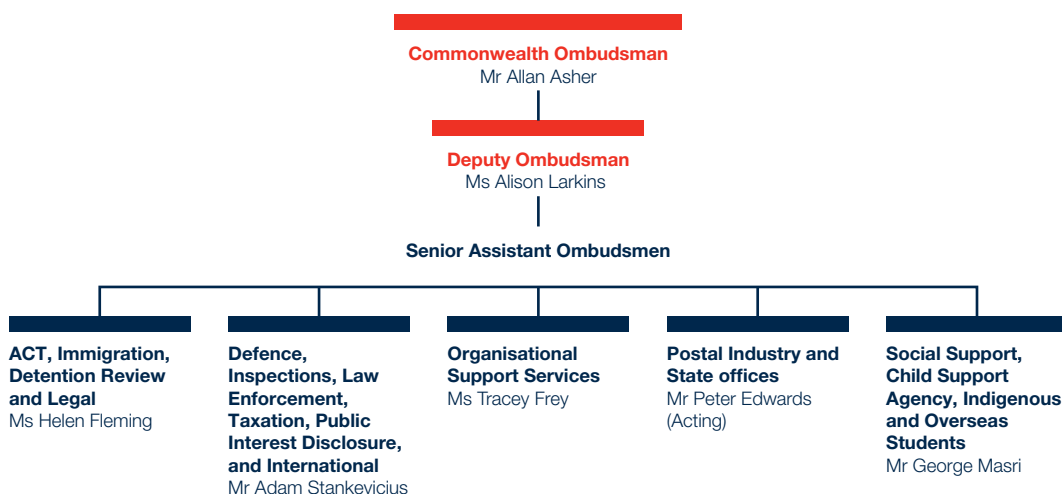 Commonwealth Ombudsman
Mr Allan Asher
Deputy Ombudsman
Ms Alison Larkins
Senior Assistant Ombudsmen
ACT, Immigration,
Detention Review
and Legal
Ms Helen Fleming
Defence,
Inspections, Law
Enforcement,
Taxation, Public
Interest Disclosure,
and International
Mr Adam Stankevicius
Organisational
Support Services
Ms Tracey Frey
Postal Industry and
State offices
Mr Peter Edwards
(Acting)
Social Support,
Child Support
Agency, Indigenous
and Overseas
Students
Mr George Masri